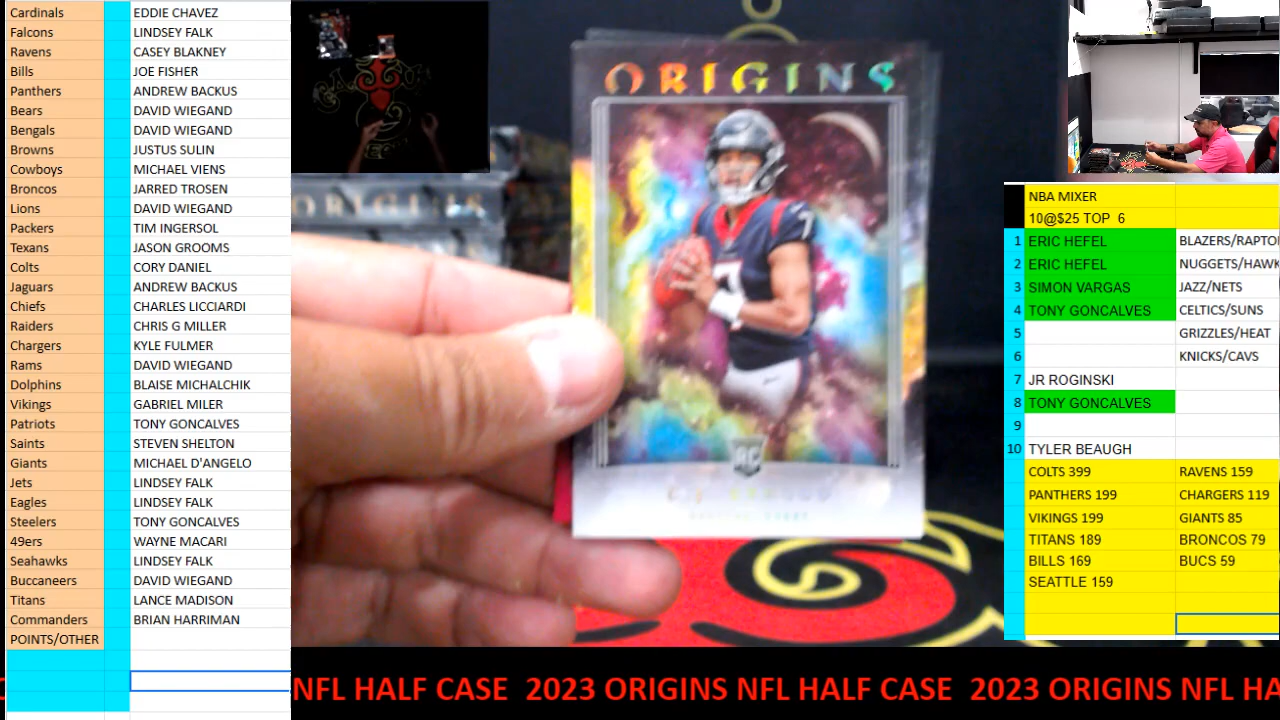 Cardinals EDDIE CHAVEZ
Falcons LINDSEY FALK
Ravens CASEY BLAKNEY
Bills JOE FISHER
Panthers ANDREW BACKUS
Bears DAVID WIEGAND
Bengals DAVID WIEGAND
Browns JUSTUS SULIN
Cowboys MICHAEL VIENS
Broncos JARRED TROSEN
Lions DAVID WIEGAND
Packers TIM INGERSOL
Texans JASON GROOMS
Colts CORY DANIEL
Jaguars ANDREW BACKUS
Chiefs CHARLES LICCIARDI
Raiders CHRIS G MILLER
Chargers KYLE FULMER
Rams DAVID WIEGAND
Dolphins BLAISE MICHALCHIK
Vikings GABRIEL MILER
Patriots TONY GONCALVES
Saints STEVEN SHELTON
Giants MICHAEL D'ANGELO
Jets LINDSEY FALK
Eagles LINDSEY FALK
Steelers TONY GONCALVES
49ers WAYNE MACARI
Seahawks LINDSEY FALK
Buccaneers DAVID WIEGAND
Titans LANCE MADISON
Commanders BRIAN HARRIMAN
POINTS/OTHER
ORIGINS
7
RC
ORIGINS
NBA MIXER
10@$25 TOP 6
1 ERIC HEFEL BLAZERS/RAPTO
2 ERIC HEFEL NUGGETS/HAWK
3 SIMON VARGAS JAZZ/NETS
4 TONY GONCALVES CELTICS/SUNS
5 GRIZZLES/HEAT
6 KNICKS/CAVS
7 JR ROGINSKI
8 TONY GONCALVES
9
10 TYLER BEAUGH
COLTS 399 RAVENS 159
PANTHERS 199 CHARGERS 119
VIKINGS 199 GIANTS 85
TITANS 189 BRONCOS 79
BILLS 169 BUCS 59
SEATTLE 159
NFL HALF CASE 2023 ORIGINS NFL HALF CASE 2023 ORIGINS NFL HA